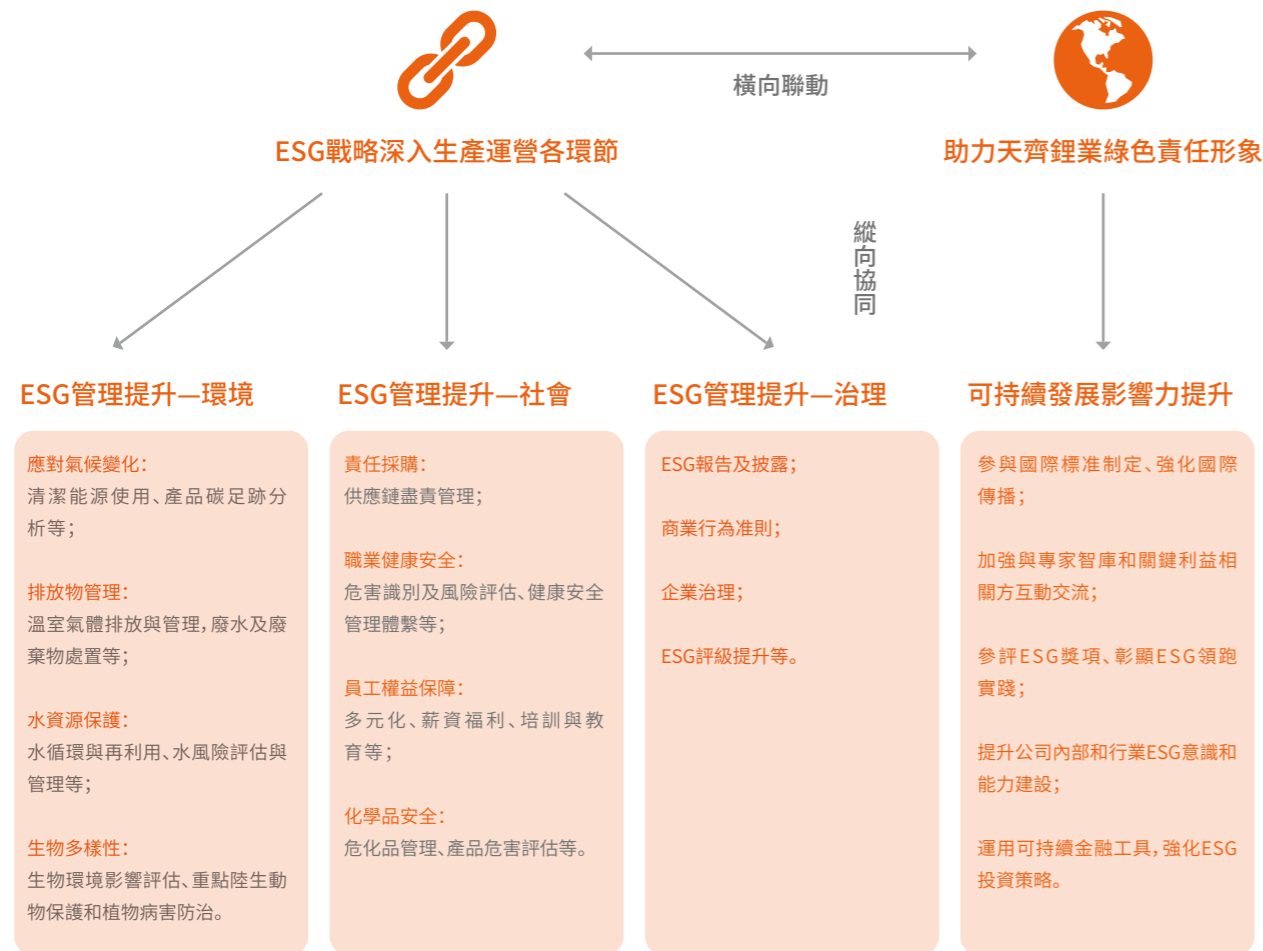 橫向聯動
ESG戰略深入生產運營各環節
助力天齊鋰業綠色責任形象
縱向協同
ESG管理提升—環境
應對氣候變化：
清潔能源使用、產品碳足跡分
析等；
排放物管理：
溫室氣體排放與管理，廢水及廢
棄物處置等；
水資源保護：
水循環與再利用、水風險評估與
管理等；
生物多樣性：
生物環境影響評估、重點陸生動
物保護和植物病害防治。
ESG管理提升—社會
責任採購：
供應鏈盡責管理；
職業健康安全：
危害識別及風險評估、健康安全
管理體繫等；
員工權益保障：
多元化、薪資福利、培訓與教
育等；
化學品安全：
危化品管理、產品危害評估等。
ESG管理提升—治理
ESG報告及披露；
商業行為准則；
企業治理；
ESG評級提升等。
可持續發展影響力提升
參與國際標准制定、強化國際
傳播；
加強與專家智庫和關鍵利益相
關方互動交流；
參評ESG獎項、彰顯ESG領跑
實踐；
提升公司內部和行業ESG意識和
能力建設；
運用可持續金融工具，強化ESG
投資策略。